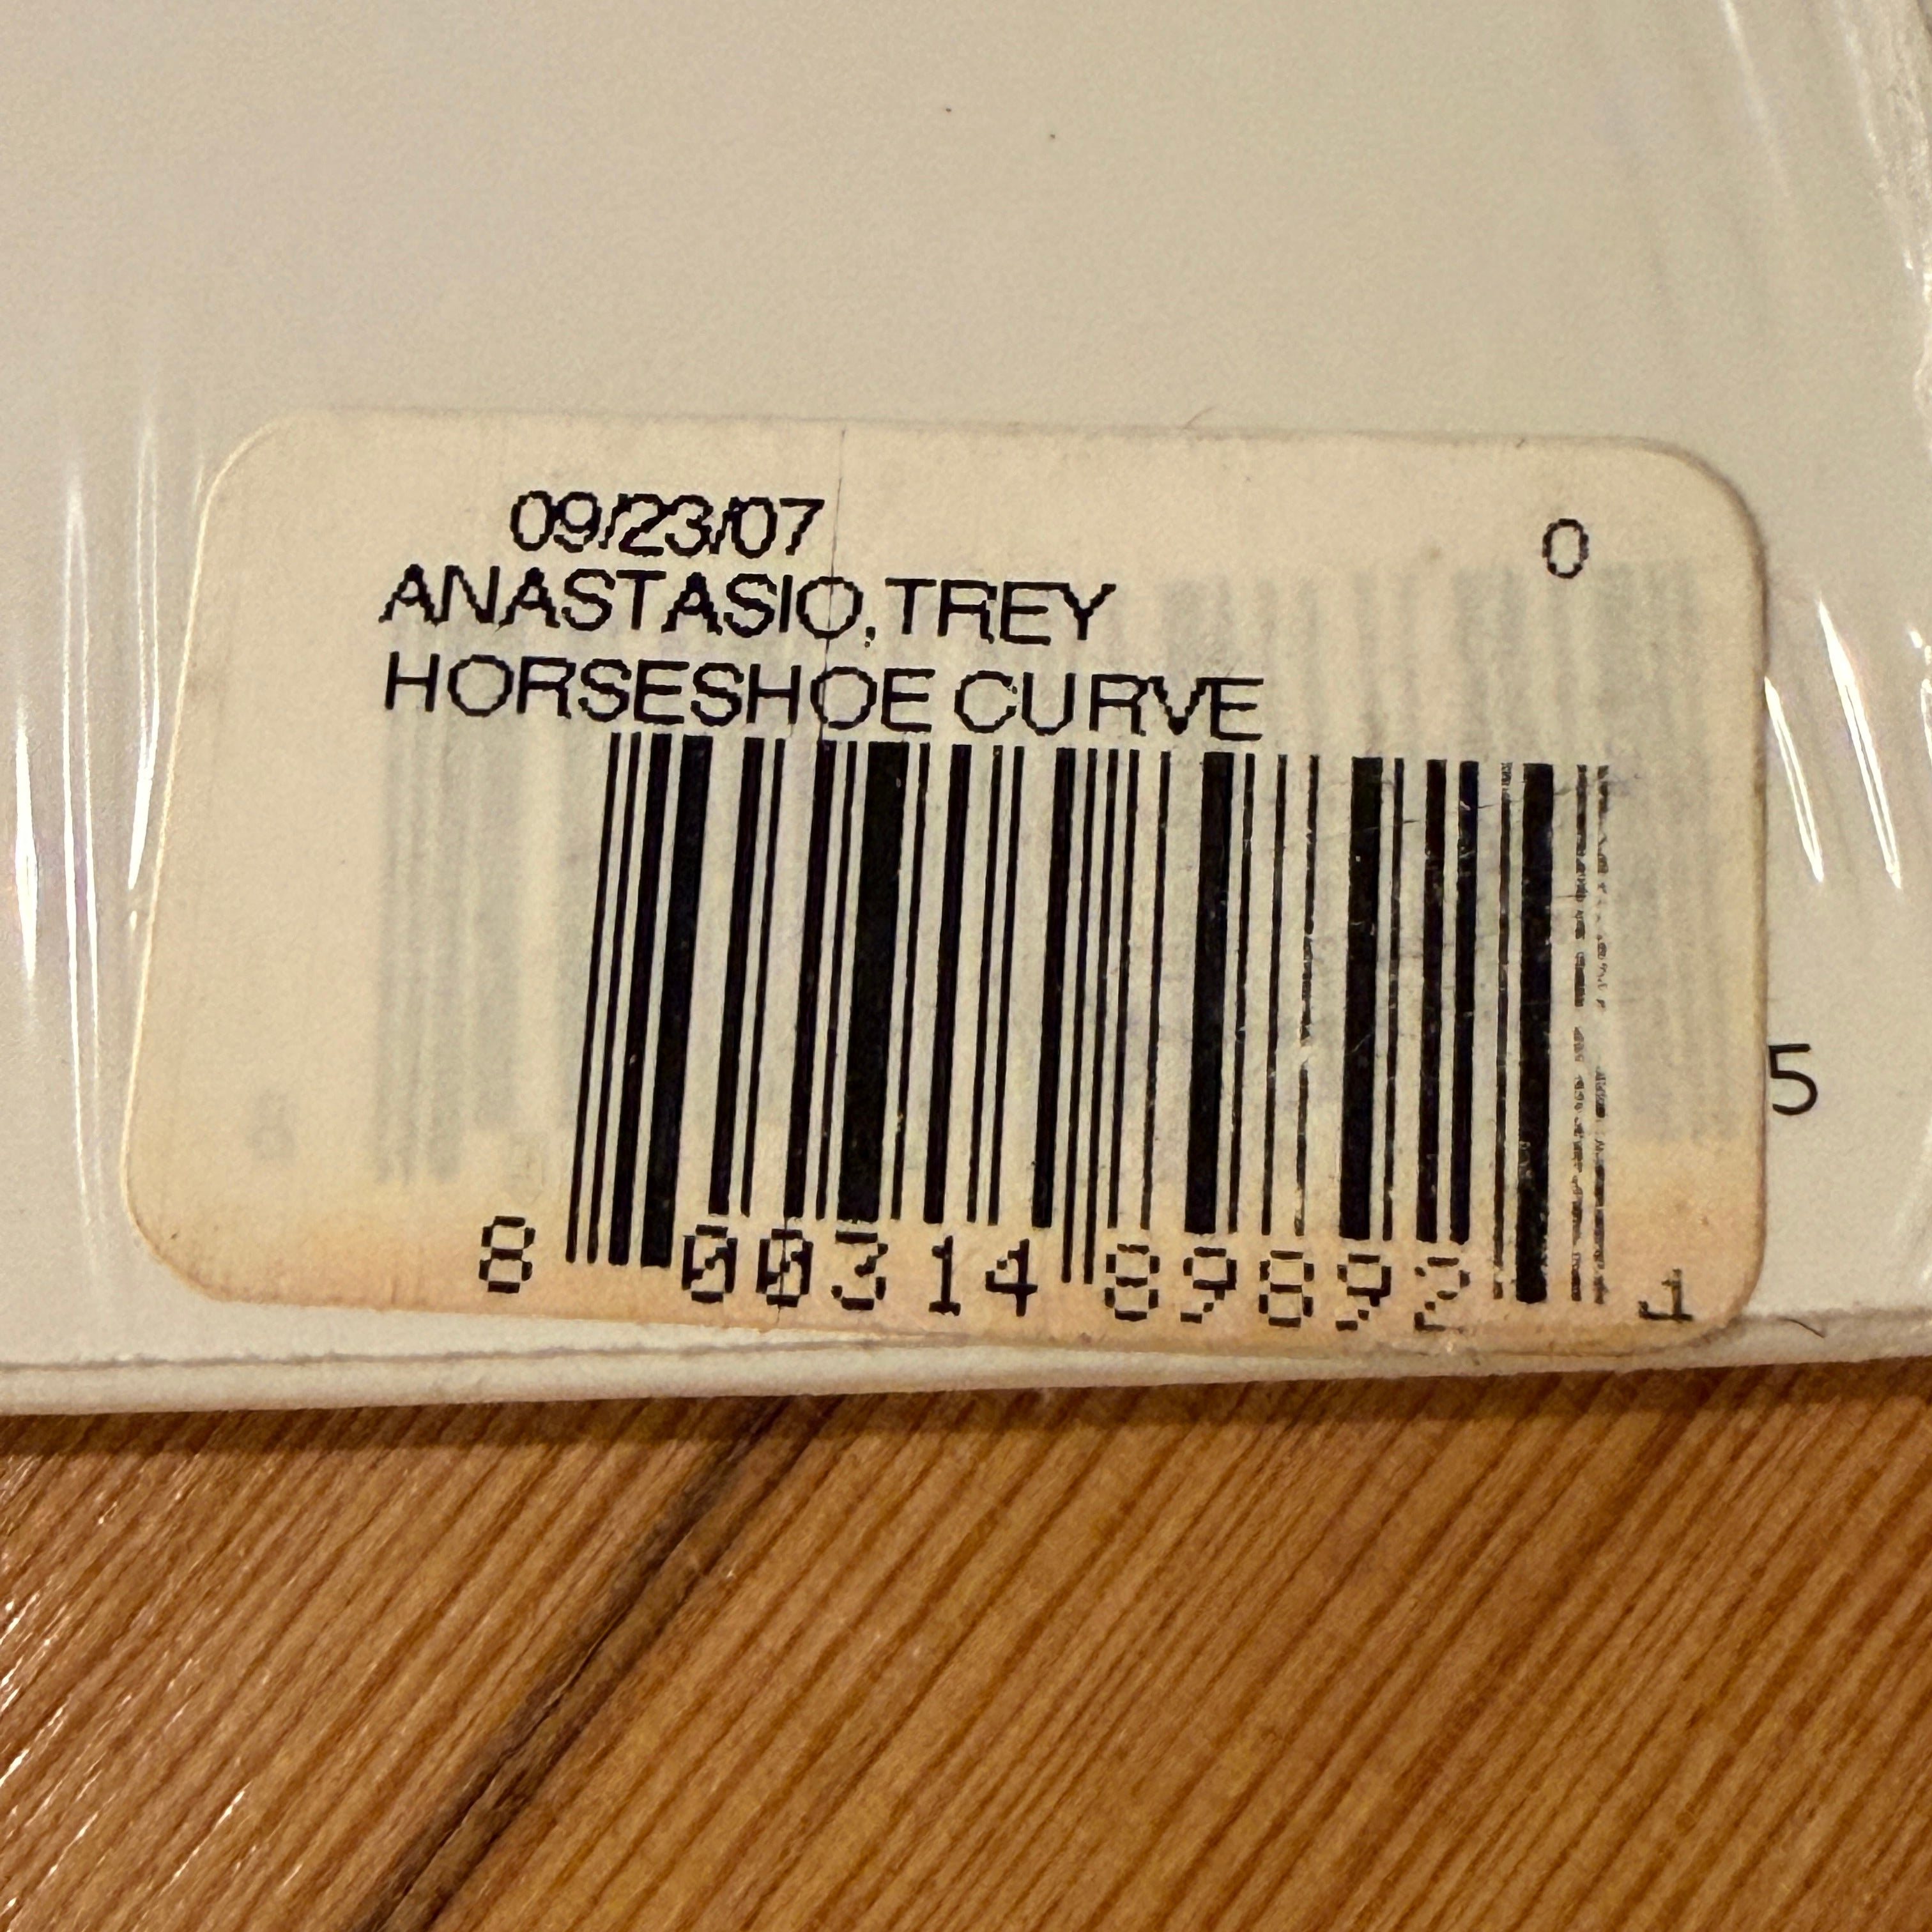 09/23/07 0
ANASTASIO,TREY
HORSESHOE CURVE
5
8 00314 89892 1